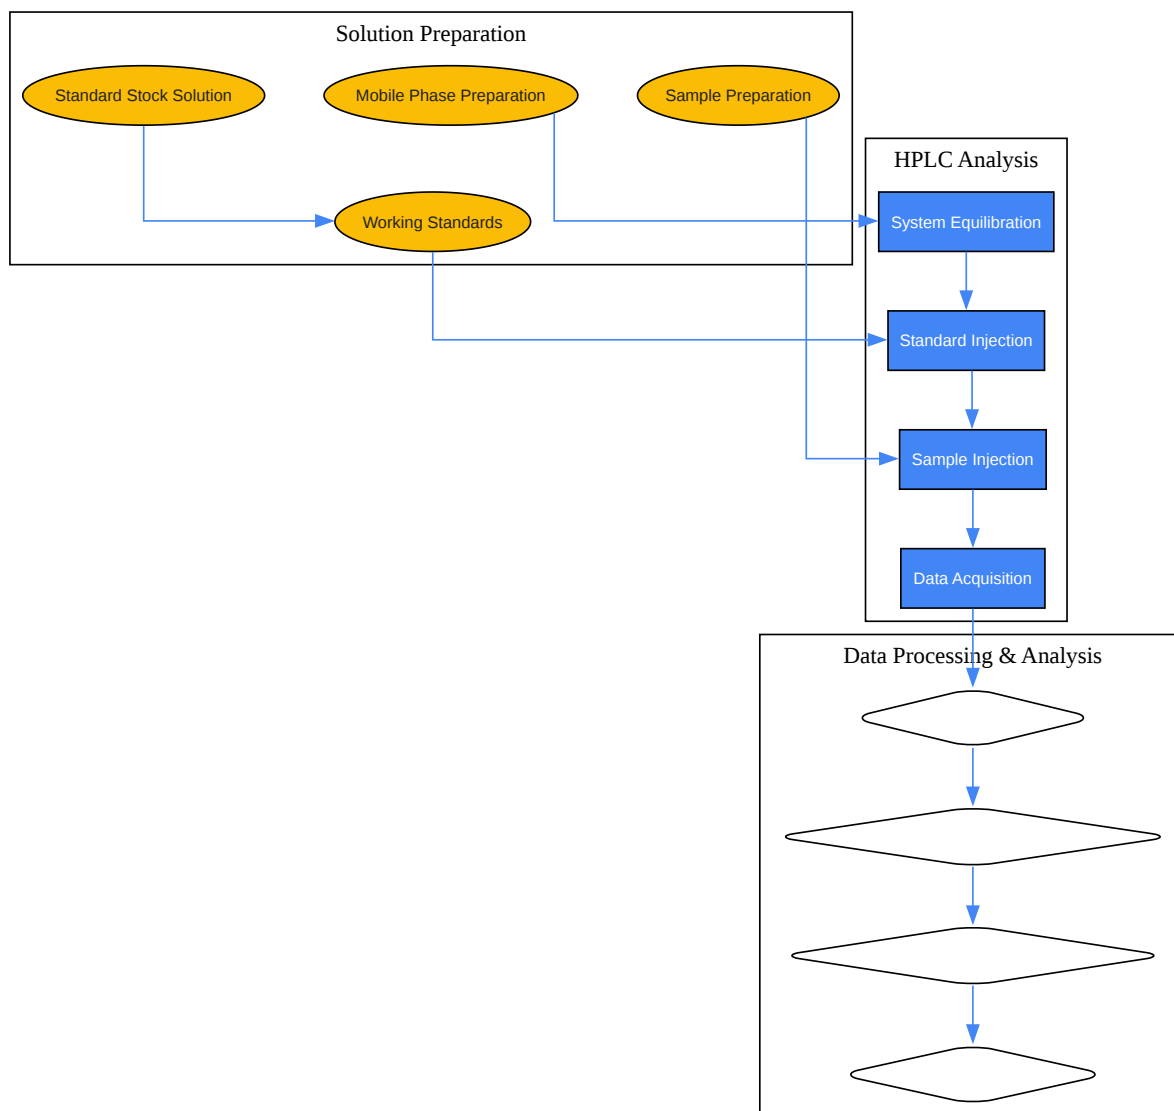 Solution Preparation
Standard Stock Solution
Mobile Phase Preparation
Sample Preparation
Working Standards
HPLC Analysis
System Equilibration
Standard Injection
Sample Injection
Data Acquisition
Data Processing & Analysis